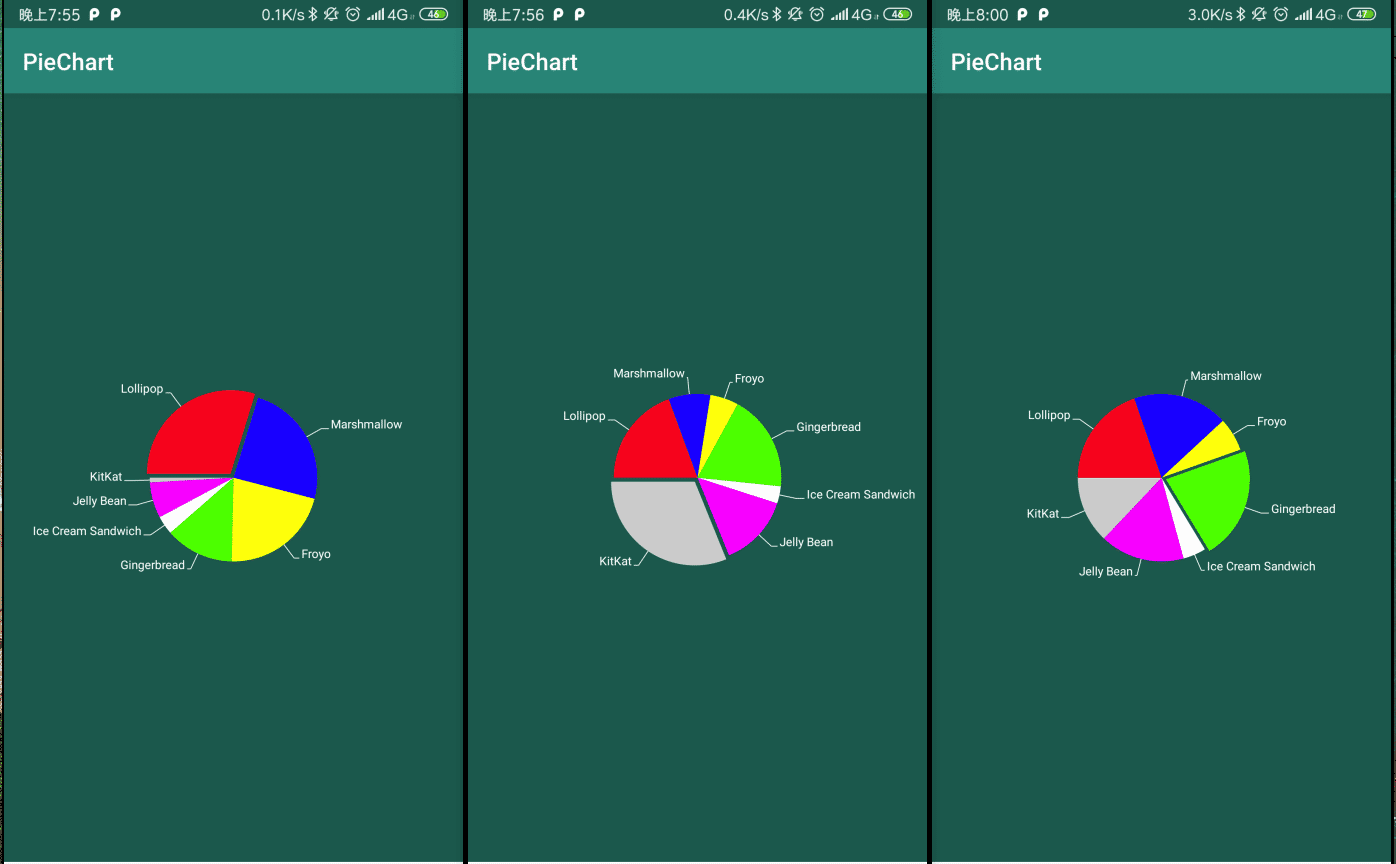 晚上7:55 P P 0.1K/s 4G 46
PieChart
Lollipop
Marshmallow
KitKat
Jelly Bean
Ice Cream Sandwich
Froyo
Gingerbread
晚上7:56 P P 0.4K/s 4G 46
PieChart
Marshmallow
Froyo
Lollipop
Gingerbread
Ice Cream Sandwich
Jelly Bean
KitKat
晚上8:00 P P 3.0K/s 4G 47
PieChart
Marshmallow
Lollipop
Froyo
Gingerbread
KitKat
Ice Cream Sandwich
Jelly Bean